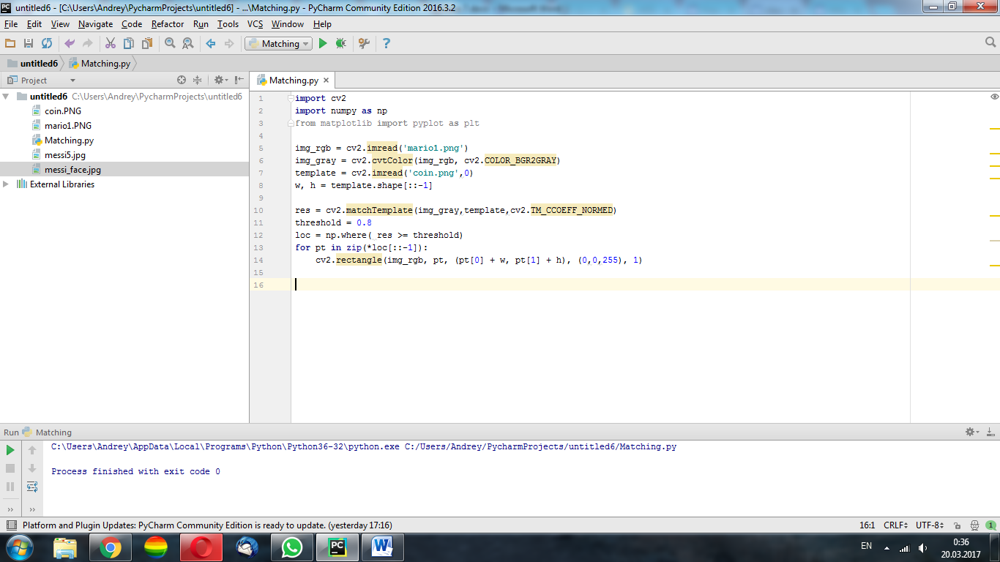 untitled6 - [C:\Users\Andrey\PycharmProjects\untitled6] - ...\Matching.py - PyCharm Community Edition 2016.3.2
File Edit View Navigate Code Refactor Run Tools VCS Window Help
Matching
untitled6 Matching.py
Project
Matching.py
untitled6 C:\Users\Andrey\PycharmProjects\untitled6
coin.PNG
mario1.PNG
Matching.py
messi5.jpg
messi_face.jpg
External Libraries
1 import cv2
2 import numpy as np
3 from matplotlib import pyplot as plt
4
5 img_rgb = cv2.imread('mario1.png')
6 img_gray = cv2.cvtColor(img_rgb, cv2.COLOR_BGR2GRAY)
7 template = cv2.imread('coin.png',0)
8 w, h = template.shape[::-1]
9
10 res = cv2.matchTemplate(img_gray,template,cv2.TM_CCOEFF_NORMED)
11 threshold = 0.8
12 loc = np.where( res >= threshold)
13 for pt in zip(*loc[::-1]):
14 cv2.rectangle(img_rgb, pt, (pt[0] + w, pt[1] + h), (0,0,255), 1)
15
16
Run Matching
C:\Users\Andrey\AppData\Local\Programs\Python\Python36-32\python.exe C:/Users/Andrey/PycharmProjects/untitled6/Matching.py
Process finished with exit code 0
Platform and Plugin Updates: PyCharm Community Edition is ready to update. (yesterday 17:16) 16:1 CRLF UTF-8 1
PC W EN 0:36
20.03.2017